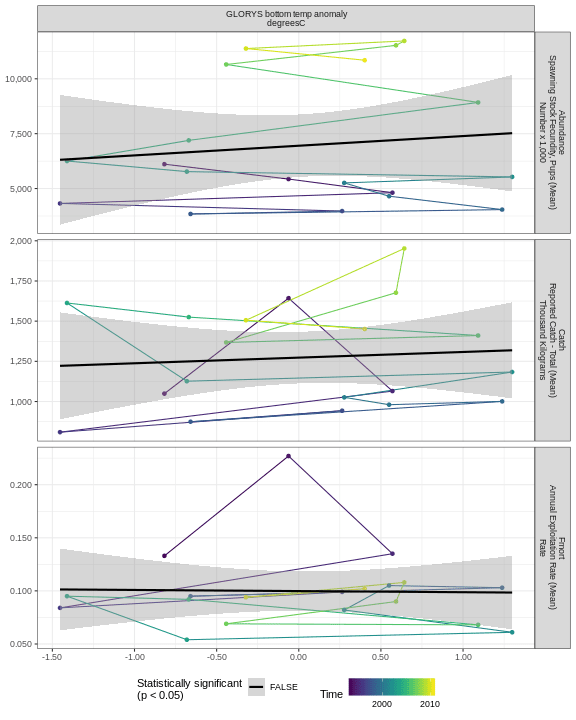 GLORYS bottom temp anomaly
degreesC
10,000
7,500
5,000
Abundance
Spawning Stock Fecundity, Pups (Mean)
Number x 1,000
2,000
1,750
1,500
1,250
1,000
Catch
Reported Catch - Total (Mean)
Thousand Kilograms
0.200
0.150
0.100
0.050
Fmort
Annual Exploitation Rate (Mean)
Rate
-1.50 -1.00 -0.50 0.00 0.50 1.00
Statistically significant
(p < 0.05)
FALSE
Time
2000 2010